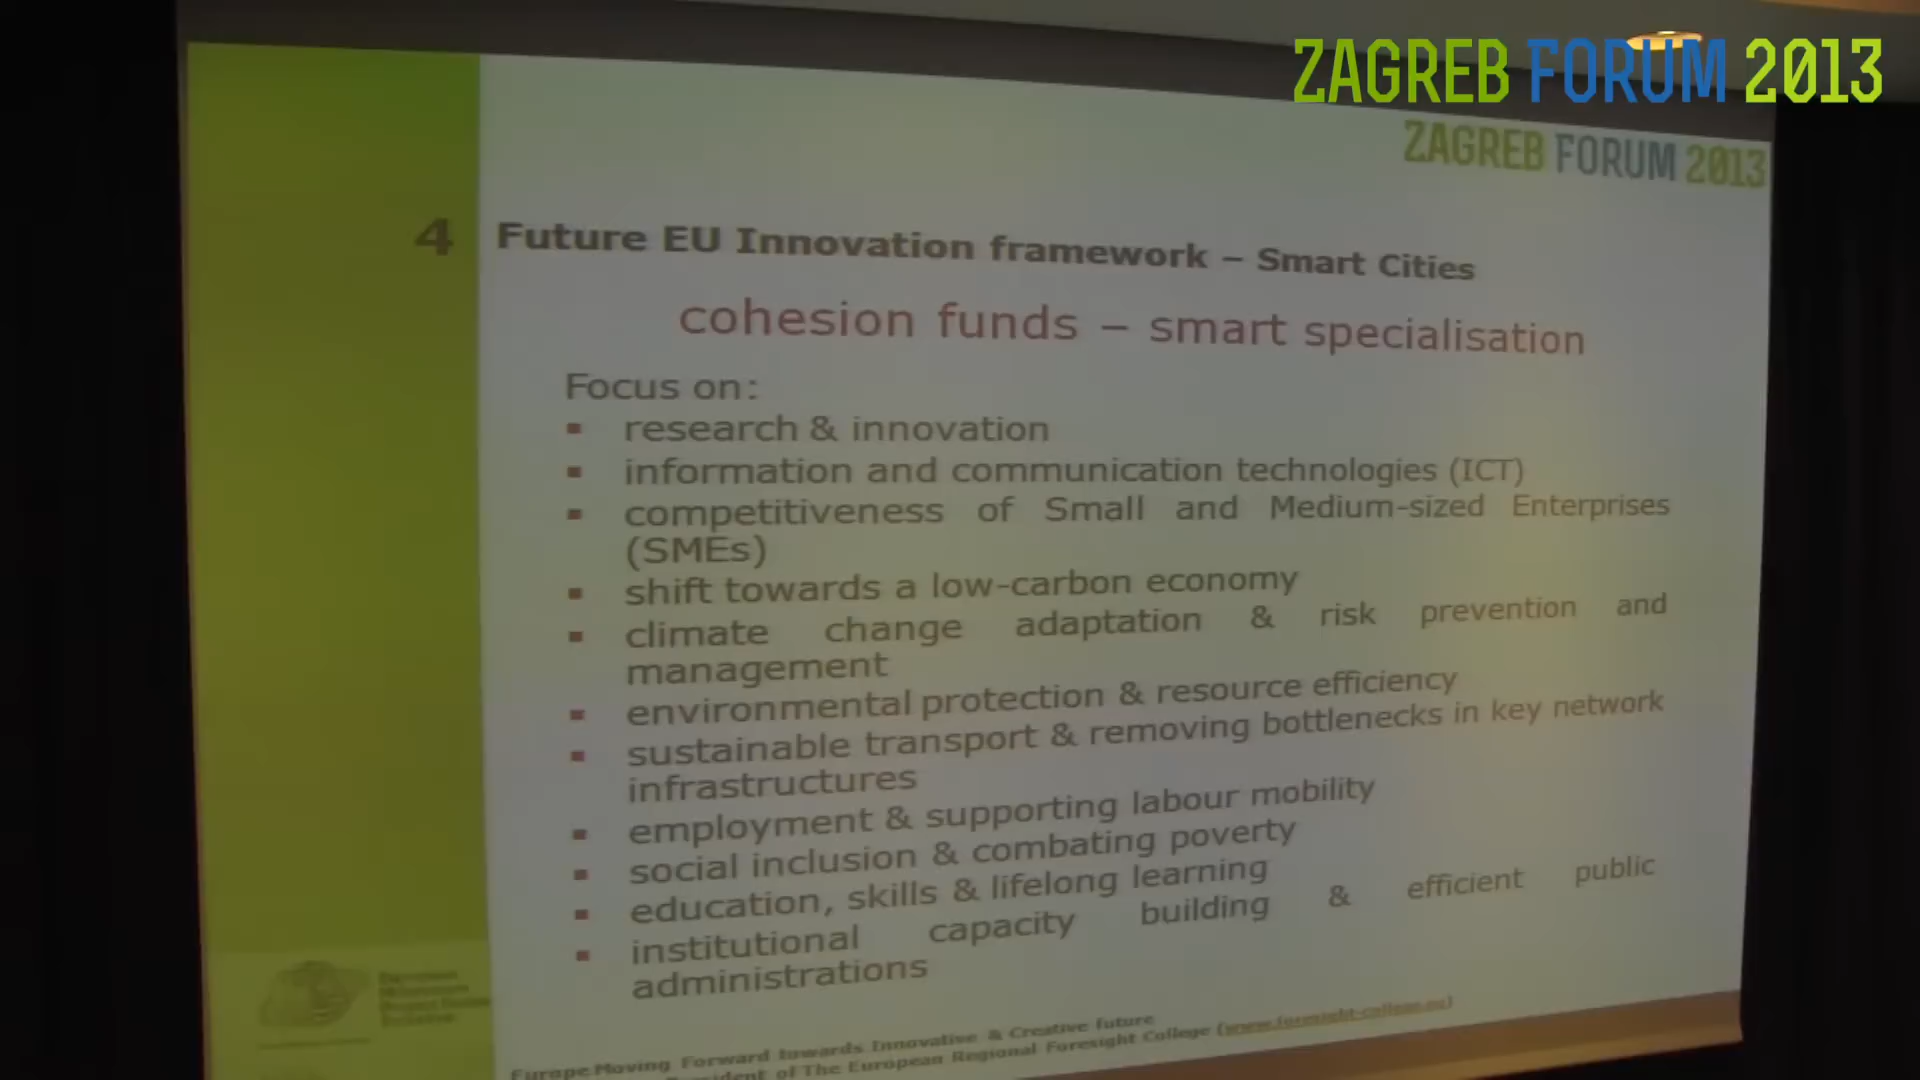 ZAGREB FORUM 2013
ZAGREB FORUM 2013
4 Future EU Innovation framework – Smart Cities
cohesion funds – smart specialisation
Focus on:
▪ research & innovation
▪ information and communication technologies (ICT)
▪ competitiveness of Small and Medium-sized Enterprises
(SMEs)
▪ shift towards a low-carbon economy
▪ climate change adaptation & risk prevention and
management
▪ environmental protection & resource efficiency
▪ sustainable transport & removing bottlenecks in key network
infrastructures
▪ employment & supporting labour mobility
▪ social inclusion & combating poverty
▪ education, skills & lifelong learning
▪ institutional capacity building & efficient public
administrations
Europe Moving Forward towards Innovative & Creative future
of The European Regional Foresight College (www.foresight-college.eu)